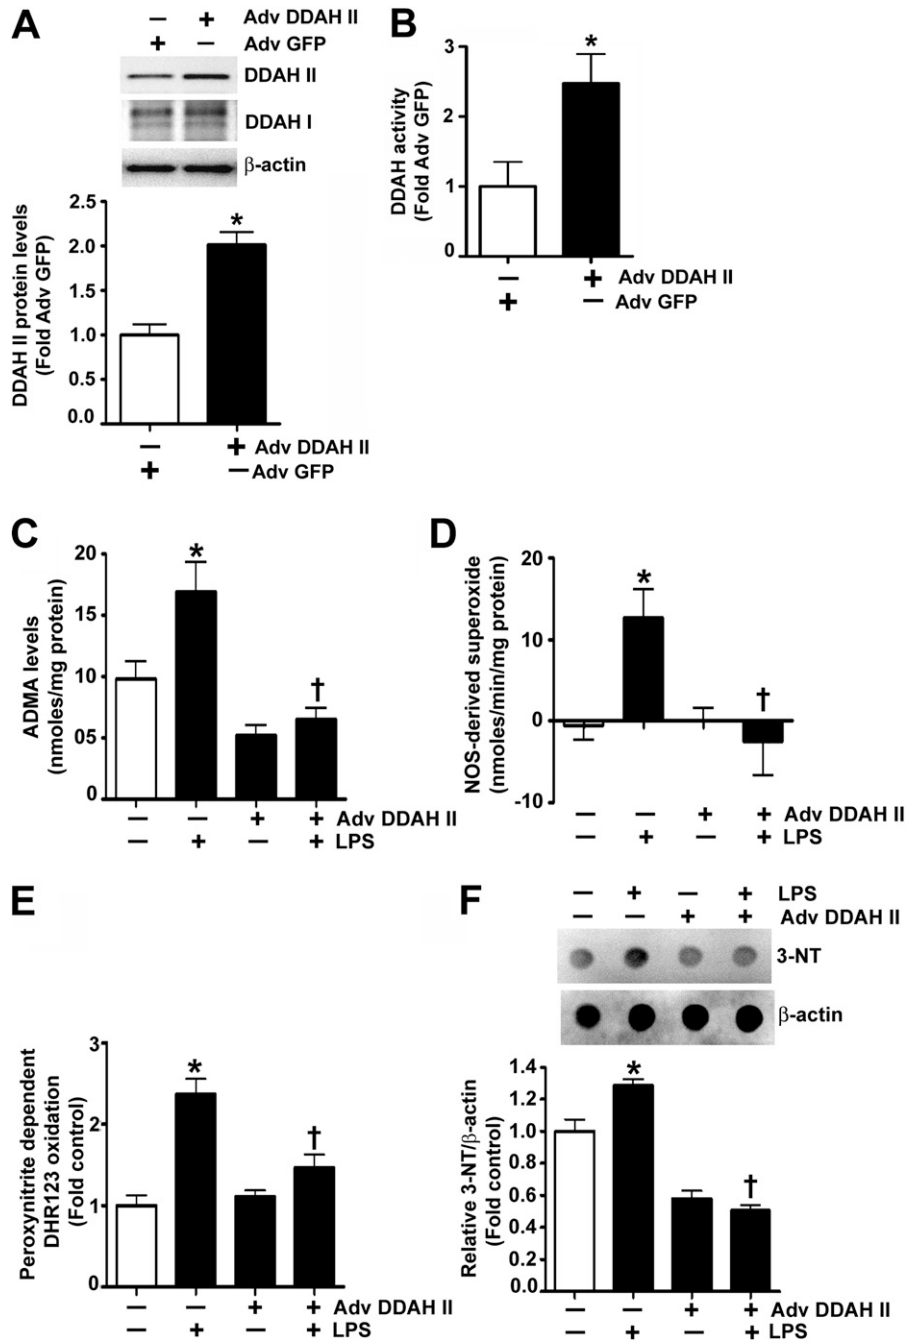 A
— + Adv DDAH II
+ — Adv GFP
DDAH II
DDAH I
β-actin
DDAH II protein levels
(Fold Adv GFP)
2.5
2.0
1.5
1.0
0.5
0.0
*
— + Adv DDAH II
+ — Adv GFP
B
DDAH activity
(Fold Adv GFP)
3
2
1
0
*
— + Adv DDAH II
+ — Adv GFP
C
ADMA levels
(nmoles/mg protein)
20
15
10
05
0
*
†
— — + + Adv DDAH II
— + — + LPS
D
NOS-derived superoxide
(nmoles/min/mg protein)
20
10
0
-10
*
†
— — + + Adv DDAH II
— + — + LPS
E
Peroxynitrite dependent
DHR123 oxidation
(Fold control)
3
2
1
0
*
†
— — + + Adv DDAH II
— + — + LPS
F
— + — + LPS
— — + + Adv DDAH II
3-NT
β-actin
Relative 3-NT/β-actin
(Fold control)
1.4
1.2
1.0
0.8
0.6
0.4
0.2
0.0
*
†
— — + + Adv DDAH II
— + — + LPS